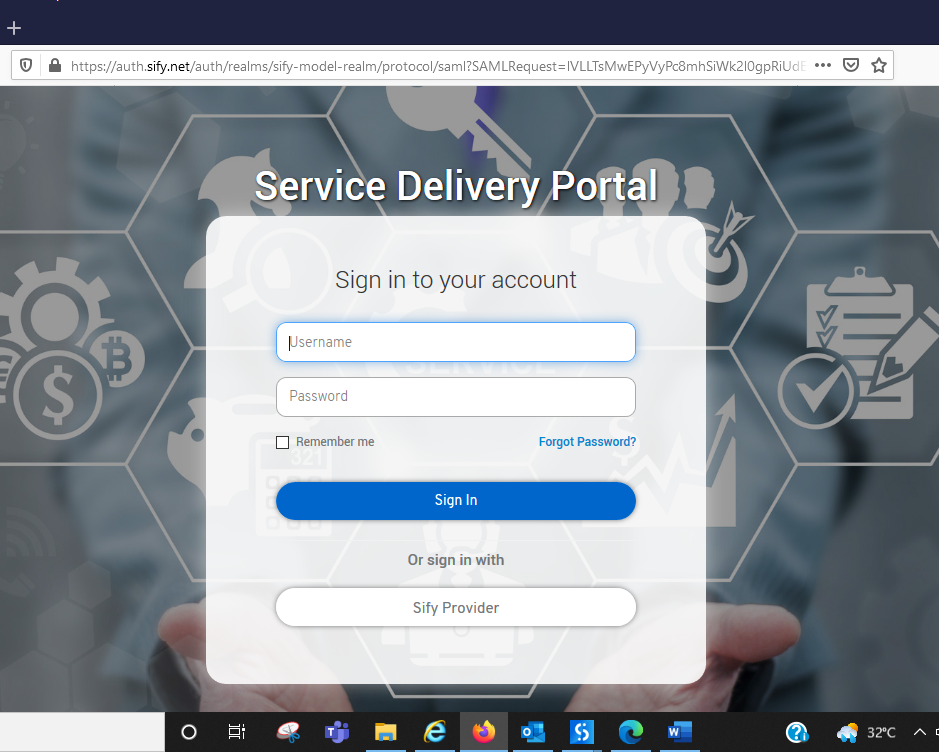 https://auth.sify.net/auth/realms/sify-model-realm/protocol/saml?SAMLRequest=
Service Delivery Portal
Sign in to your account
Username
Password
Remember me
Forgot Password?
321
Sign In
Or sign in with
Sify Provider
32°C